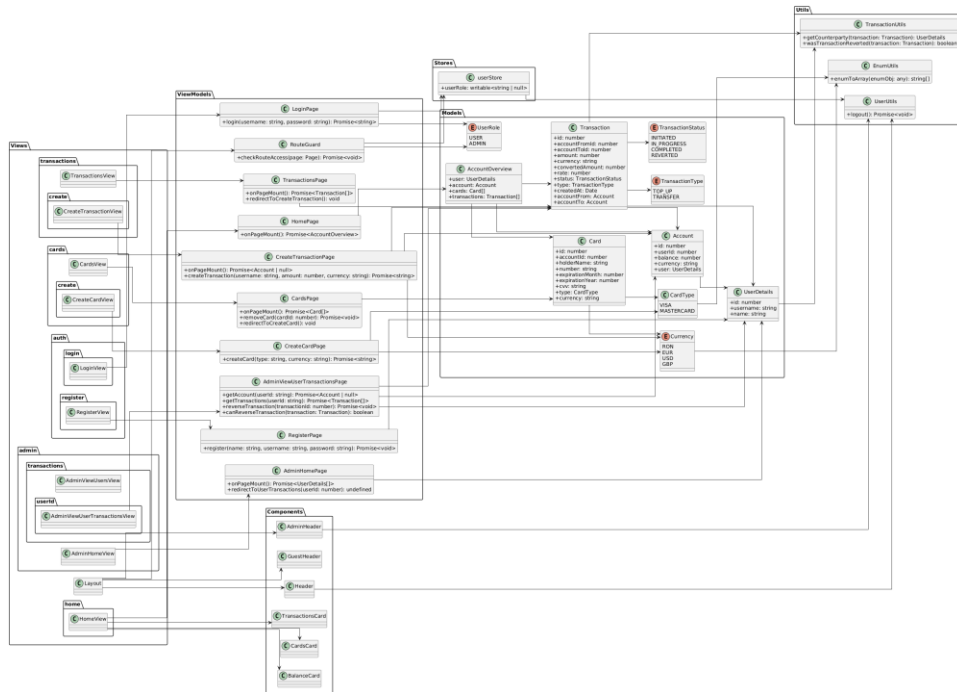 Utils
TransactionUtils
getCounterparty(transaction: Transaction): UserDetails
wasTransactionReverted(transaction: Transaction): boolean
EnumUtils
enumToArray(enumObj: any): string[]
UserUtils
logout(): Promise<void>
Stores
userStore
userRole: writable<string | null>
ViewModels
LoginPage
login(username: string, password: string): Promise<string>
RouteGuard
checkRouteAccess(page: Page): Promise<void>
TransactionsPage
onPageMount(): Promise<Transaction[]>
redirectToCreateTransaction(): void
HomePage
onPageMount(): Promise<AccountOverview>
CreateTransactionPage
onPageMount(): Promise<Account | null>
createTransaction(username: string, amount: number, currency: string): Promise<string>
CardsPage
onPageMount(): Promise<Card[]>
removeCard(cardId: number): Promise<void>
redirectToCreateCard(): void
CreateCardPage
createCard(type: string, currency: string): Promise<string>
AdminViewUserTransactionsPage
getAccount(userId: string): Promise<Account | null>
getTransactions(userId: string): Promise<Transaction[]>
reverseTransaction(transactionId: number): Promise<void>
canReverseTransaction(transaction: Transaction): boolean
RegisterPage
register(name: string, username: string, password: string): Promise<void>
AdminHomePage
onPageMount(): Promise<UserDetails[]>
redirectToUserTransactions(userId: number): undefined
Models
UserRole
USER
ADMIN
AccountOverview
user: UserDetails
account: Account
cards: Card[]
transactions: Transaction[]
Transaction
id: number
accountFromId: number
accountToId: number
amount: number
currency: string
convertedAmount: number
rate: number
status: TransactionStatus
type: TransactionType
createdAt: Date
accountFrom: Account
accountTo: Account
TransactionStatus
INITIATED
IN_PROGRESS
COMPLETED
REVERTED
TransactionType
TOP UP
TRANSFER
Card
id: number
accountId: number
holderName: string
number: string
expirationMonth: number
expirationYear: number
cvv: string
type: CardType
currency: string
Account
id: number
userId: number
balance: number
currency: string
user: UserDetails
CardType
VISA
MASTERCARD
UserDetails
id: number
username: string
name: string
Currency
RON
EUR
USD
GBP
Views
transactions
TransactionsView
create
CreateTransactionView
cards
CardsView
create
CreateCardView
auth
login
LoginView
register
RegisterView
admin
transactions
AdminViewUsersView
userId
AdminViewUserTransactionsView
AdminHomeView
Layout
home
HomeView
Components
AdminHeader
GuestHeader
Header
TransactionsCard
CardsCard
BalanceCard